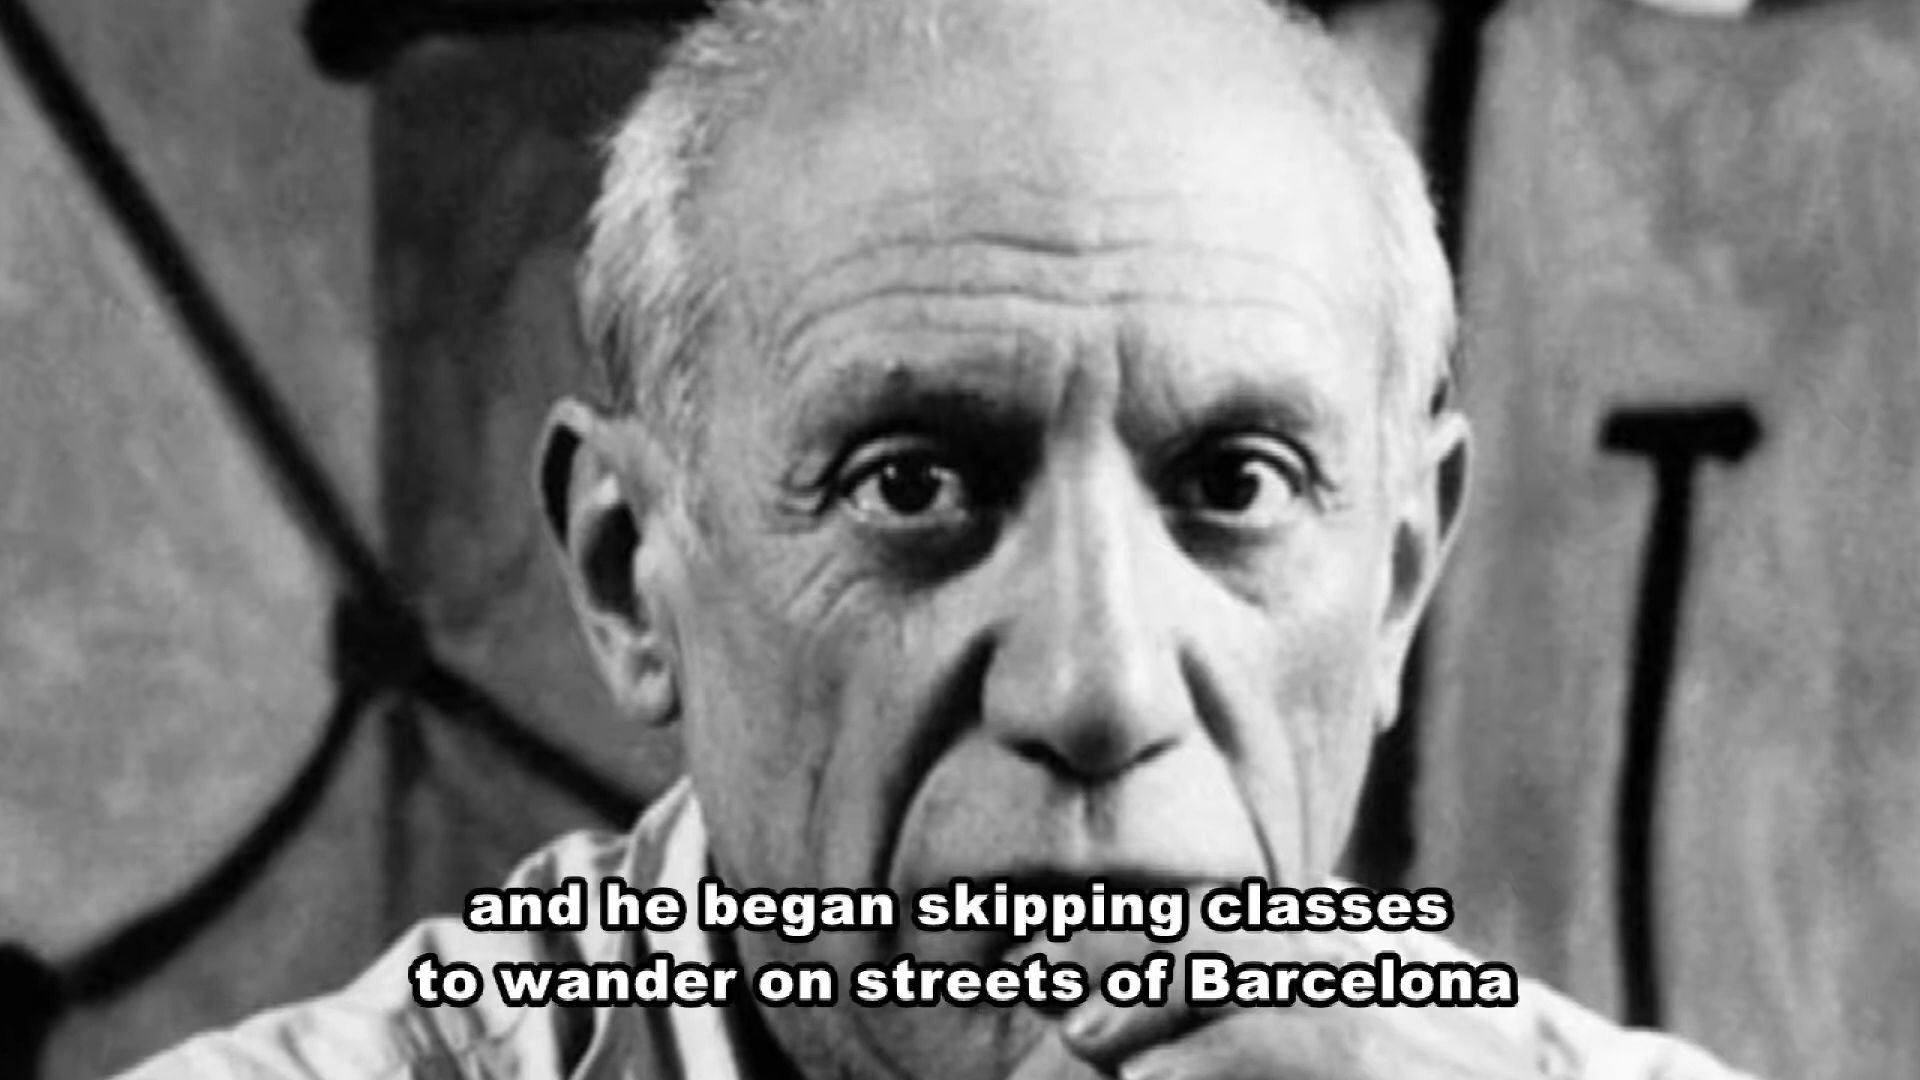 and he began skipping classes
to wander on streets of Barcelona